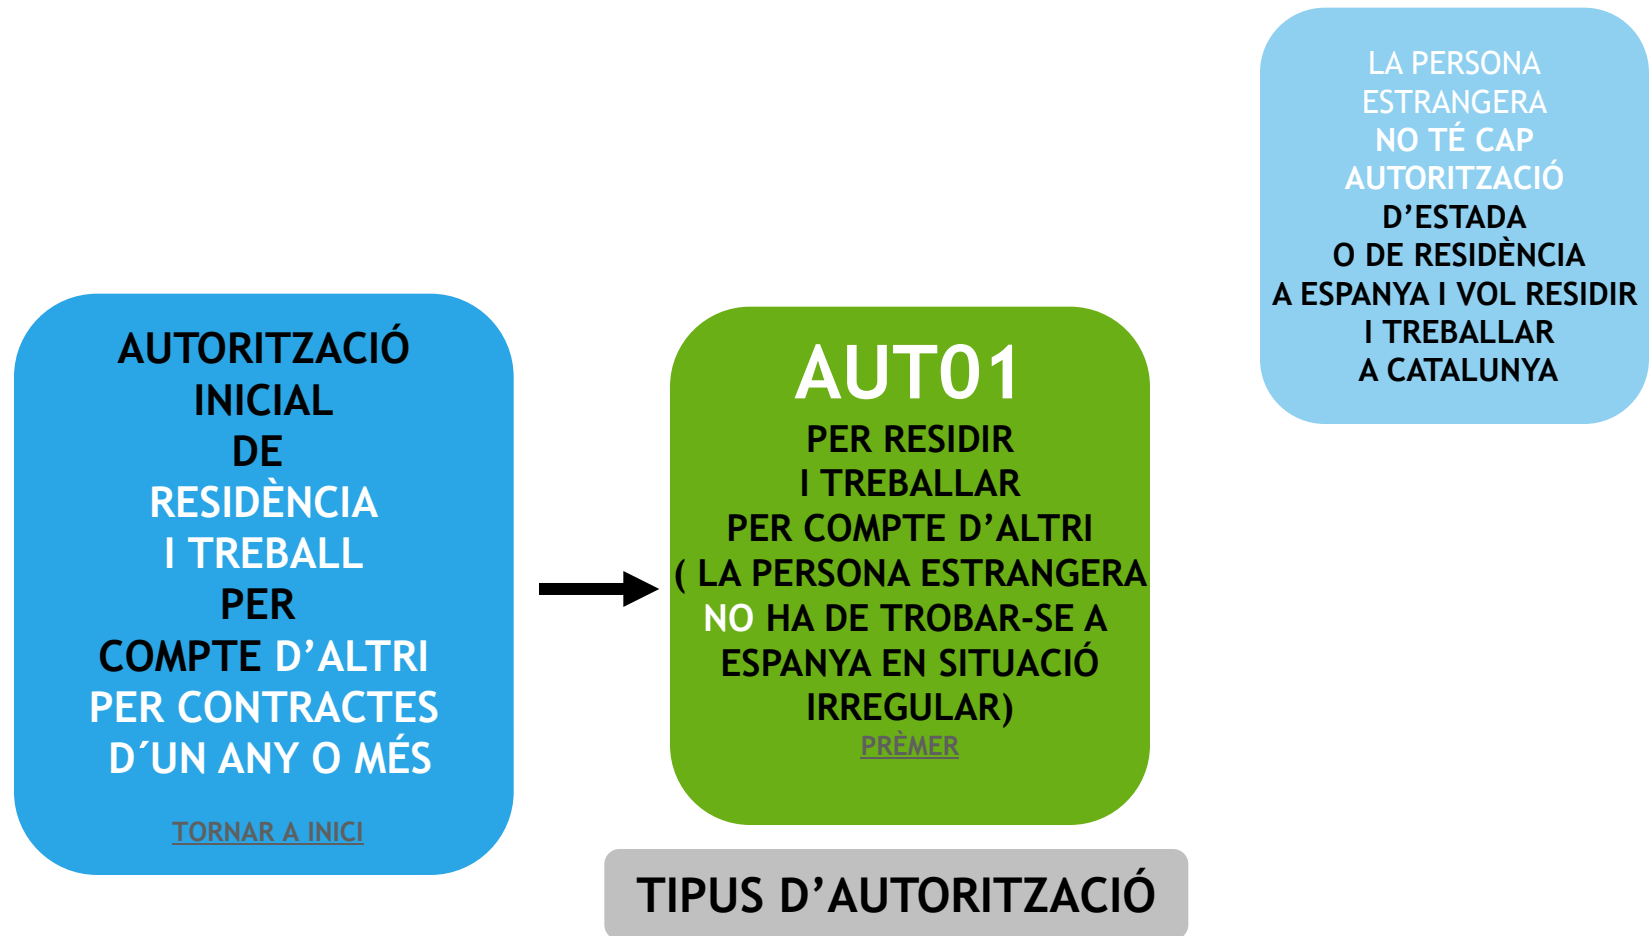 LA PERSONA
ESTRANGERA
NO TÉ CAP
AUTORITZACIÓ
D’ESTADA
O DE RESIDÈNCIA
A ESPANYA I VOL RESIDIR
I TREBALLAR
A CATALUNYA
AUTORITZACIÓ
INICIAL
DE
RESIDÈNCIA
I TREBALL
PER
COMPTE D’ALTRI
PER CONTRACTES
D´UN ANY O MÉS
TORNAR A INICI
AUT01
PER RESIDIR
I TREBALLAR
PER COMPTE D’ALTRI
( LA PERSONA ESTRANGERA
NO HA DE TROBAR-SE A
ESPANYA EN SITUACIÓ
IRREGULAR)
PRÈMER
TIPUS D’AUTORITZACIÓ